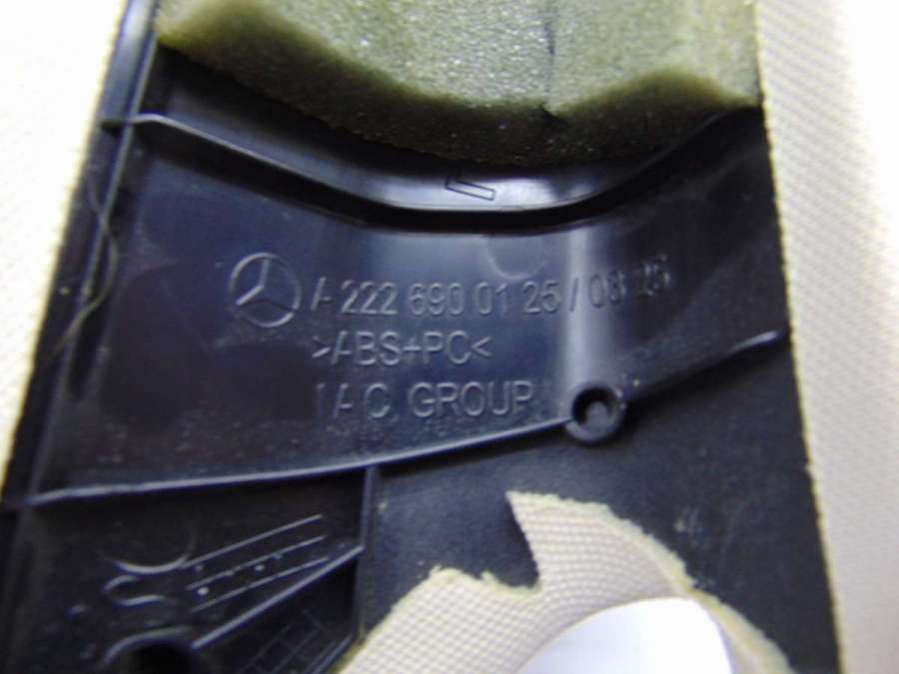 A 222 690 01 25 /
>ABS+PC<
IAC GROUP